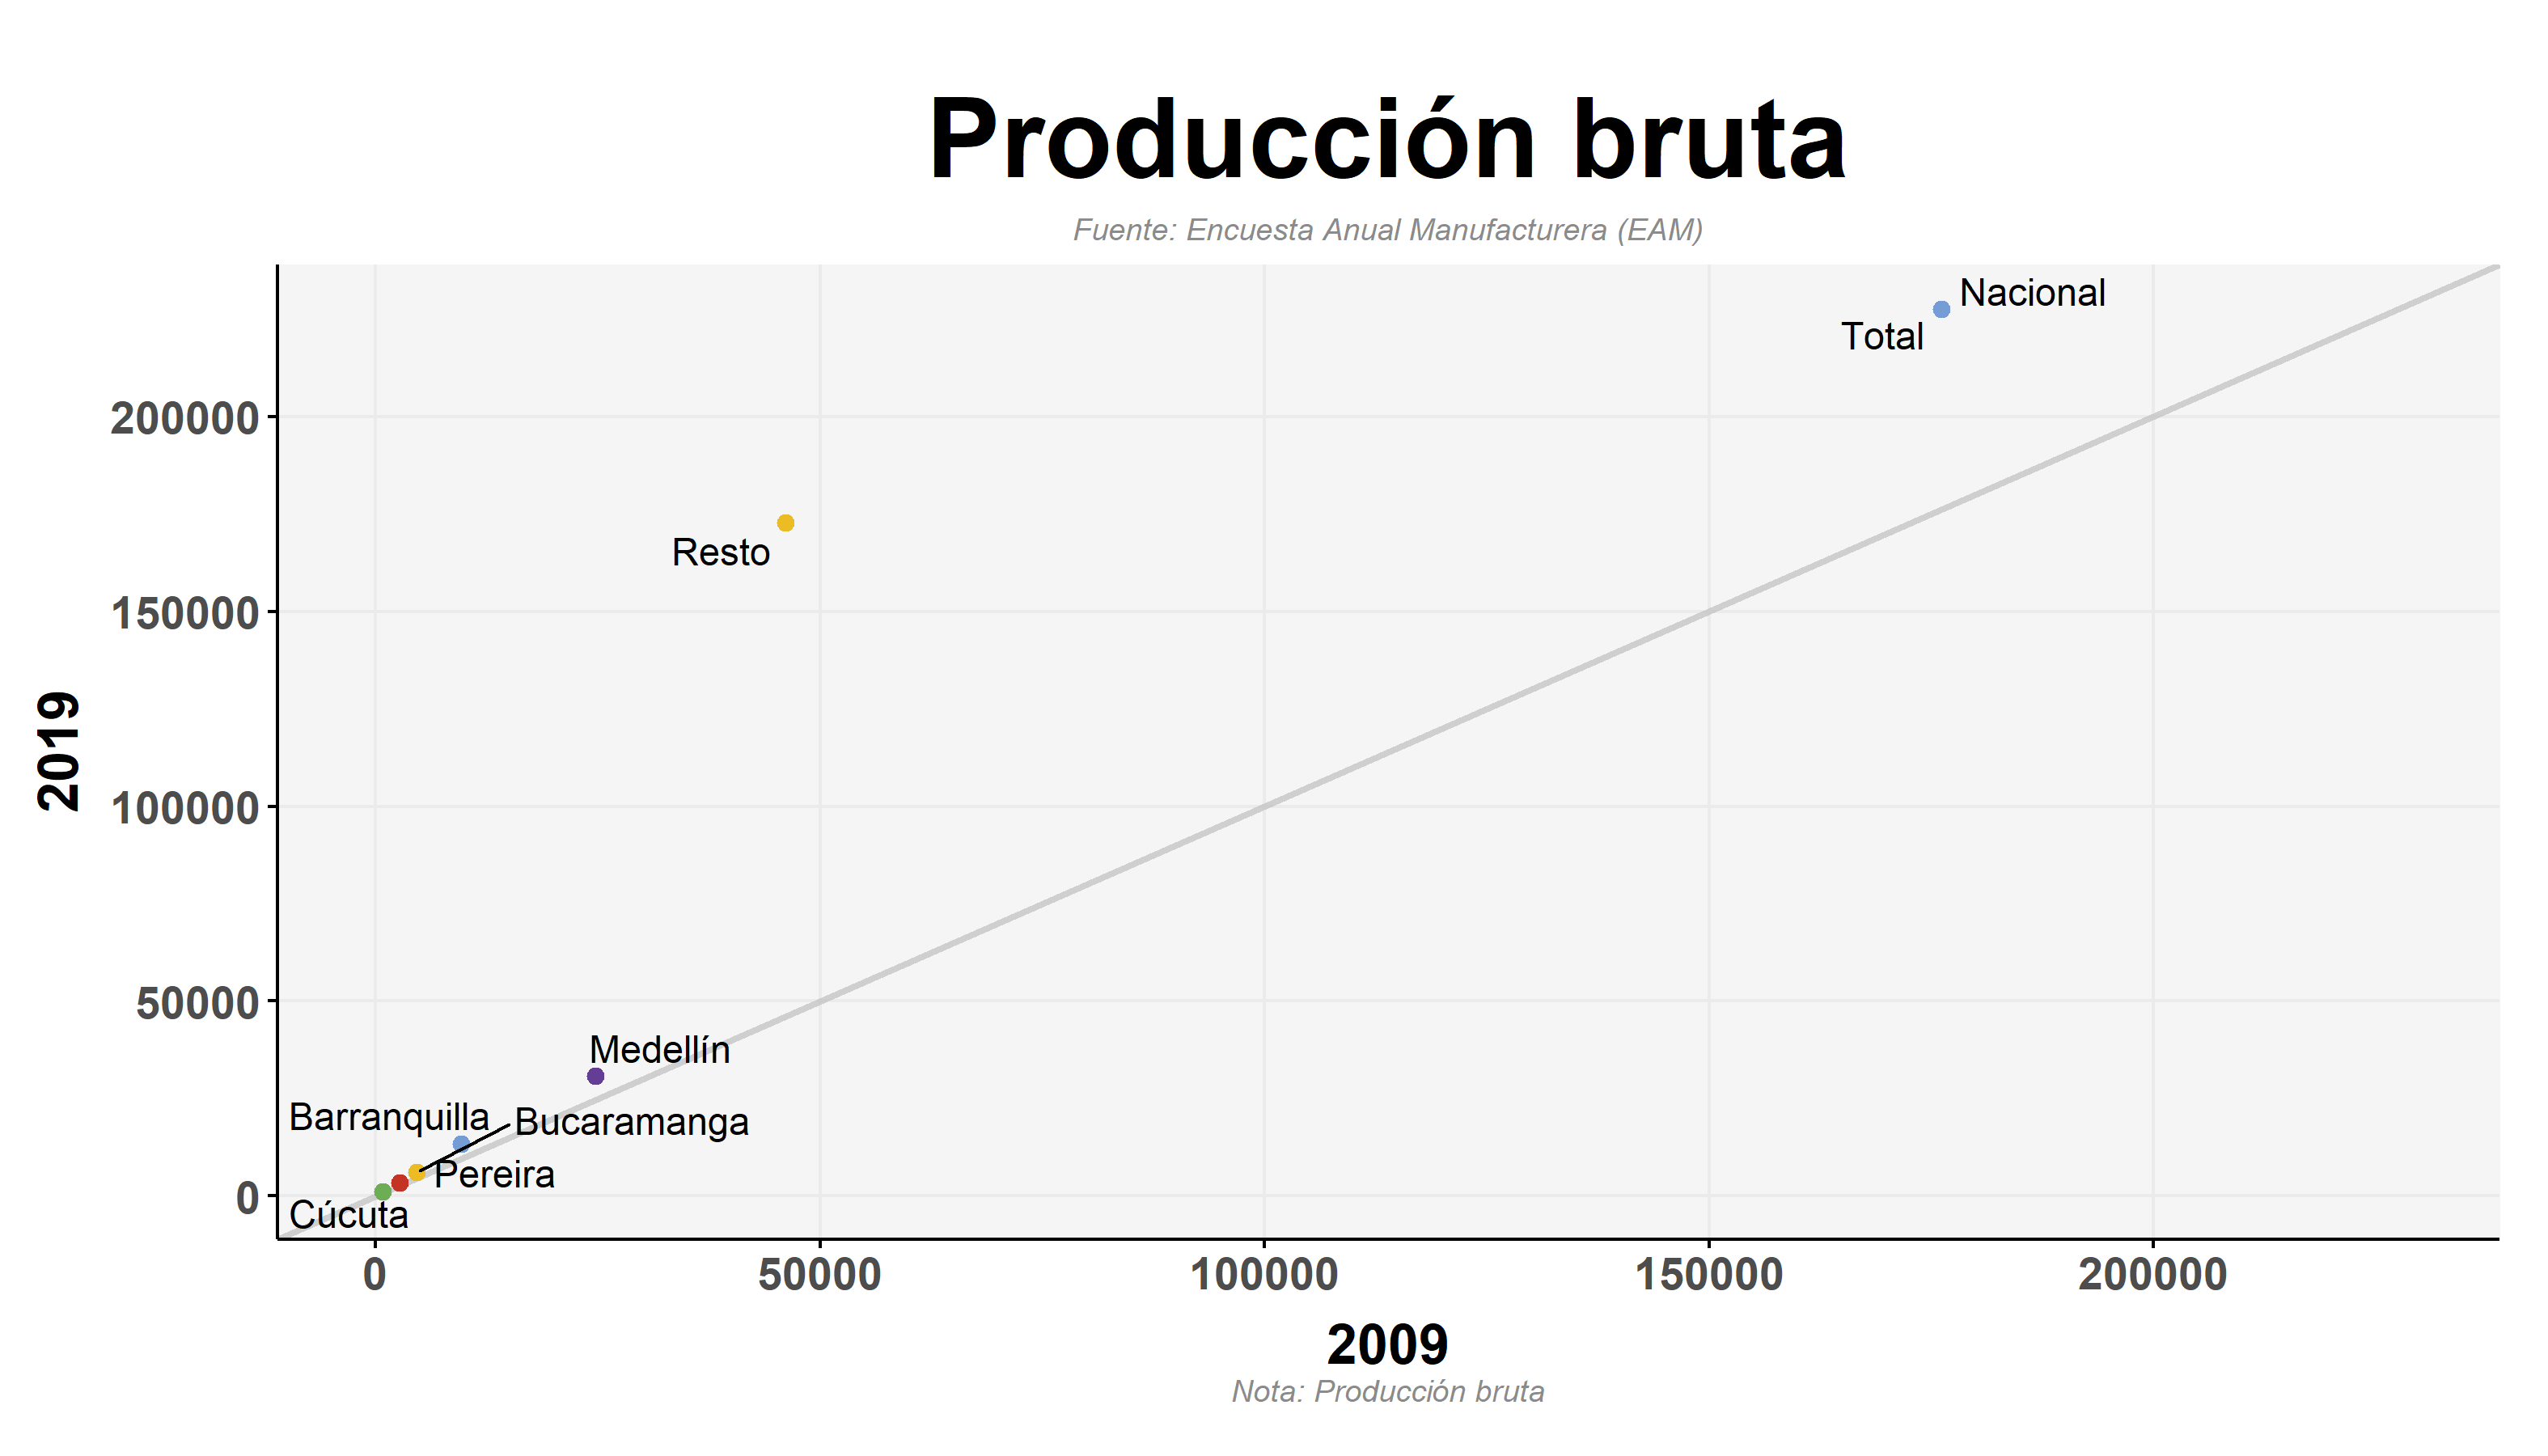 Producción bruta
Fuente: Encuesta Anual Manufacturera (EAM)
Nacional
Total
200000
Resto
150000
2019
100000
50000
Medellín
Barranquilla
Bucaramanga
Pereira
0
Cúcuta
0 50000 100000 150000 200000
2009
Nota: Producción bruta